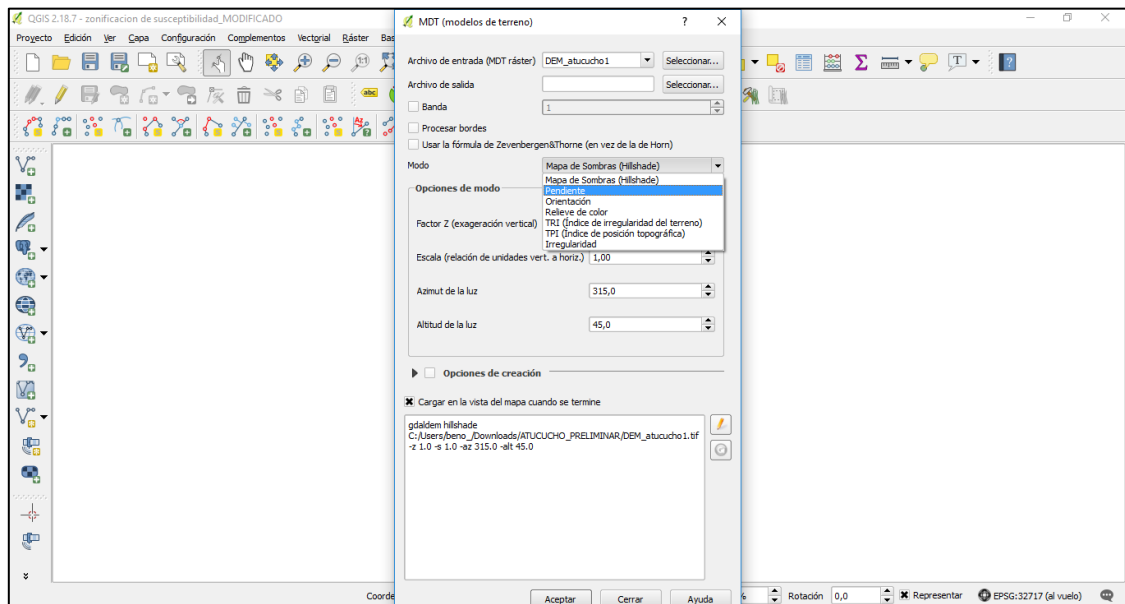 QGIS 2.18.7 - zonificacion de susceptibilidad_MODIFICADO
Proyecto Edición Ver Capa Configuración Complementos Vectorial Ráster Bas
abc
MDT (modelos de terreno)
Archivo de entrada (MDT ráster) DEM_atucucho1 Seleccionar...
Archivo de salida Seleccionar...
Banda 1
Procesar bordes
Usar la fórmula de Zevenbergen&Thorne (en vez de la de Horn)
Modo Mapa de Sombras (Hillshade)
Mapa de Sombras (Hillshade)
Pendiente
Orientación
Relieve de color
TRI (Índice de irregularidad del terreno)
TPI (Índice de posición topográfica)
Irregularidad
Opciones de modo
Factor Z (exageración vertical)
Escala (relación de unidades vert. a horiz.) 1,00
Azimut de la luz 315,0
Altitud de la luz 45,0
Opciones de creación
Cargar en la vista del mapa cuando se termine
gdaldem hillshade
C:/Users/beno_/Downloads/ATUCUCHO_PRELIMINAR/DEM_atucucho1.tif
-z 1.0 -s 1.0 -az 315.0 -alt 45.0
Aceptar Cerrar Ayuda
Coorde
% Rotación 0,0 Representar EPSG:32717 (al vuelo)